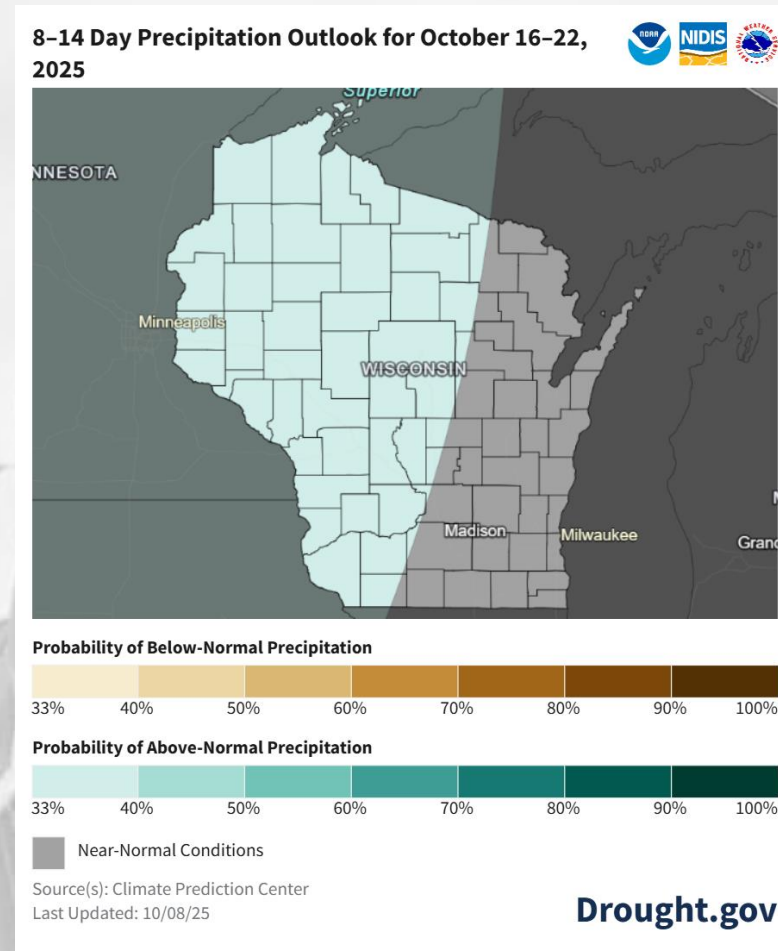 8–14 Day Precipitation Outlook for October 16–22,
2025
NOAA
NIDIS
Superior
NNESOTA
Minneapolis
WISCONSIN
Madison
Milwaukee
Grand
Probability of Below-Normal Precipitation
33% 40% 50% 60% 70% 80% 90% 100%
Probability of Above-Normal Precipitation
33% 40% 50% 60% 70% 80% 90% 100%
Near-Normal Conditions
Source(s): Climate Prediction Center
Last Updated: 10/08/25
Drought.gov